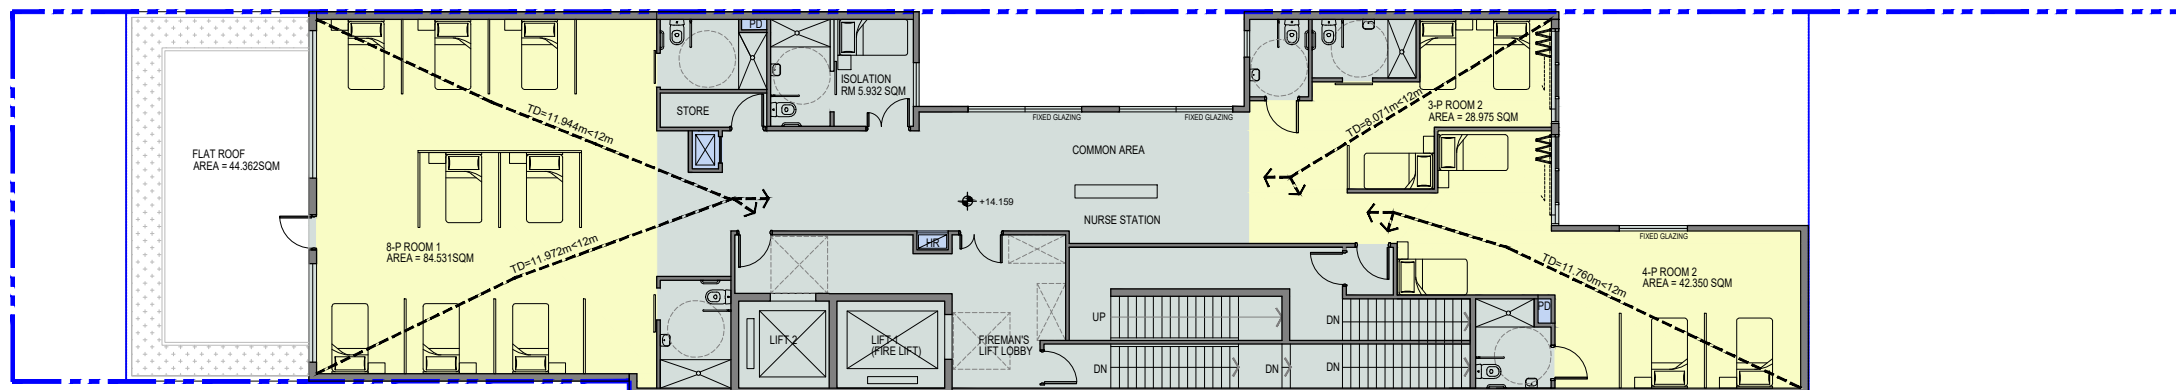 PD
ISOLATION
RM 5.932 SQM
STORE
TD=11.944m<12m
FLAT ROOF
AREA = 44.362SQM
8-P ROOM 1
AREA = 84.531SQM
TD=11.972m<12m
FIXED GLAZING
FIXED GLAZING
COMMON AREA
+14.159
NURSE STATION
HR
TD=8.071m<12m
3-P ROOM 2
AREA = 28.975 SQM
FIXED GLAZING
4-P ROOM 2
AREA = 42.350 SQM
TD=11.760m<12m
PD
LIFT 2
LIFT 1
(FIRE LIFT)
FIREMAN'S
LIFT LOBBY
UP
DN
DN
DN
DN